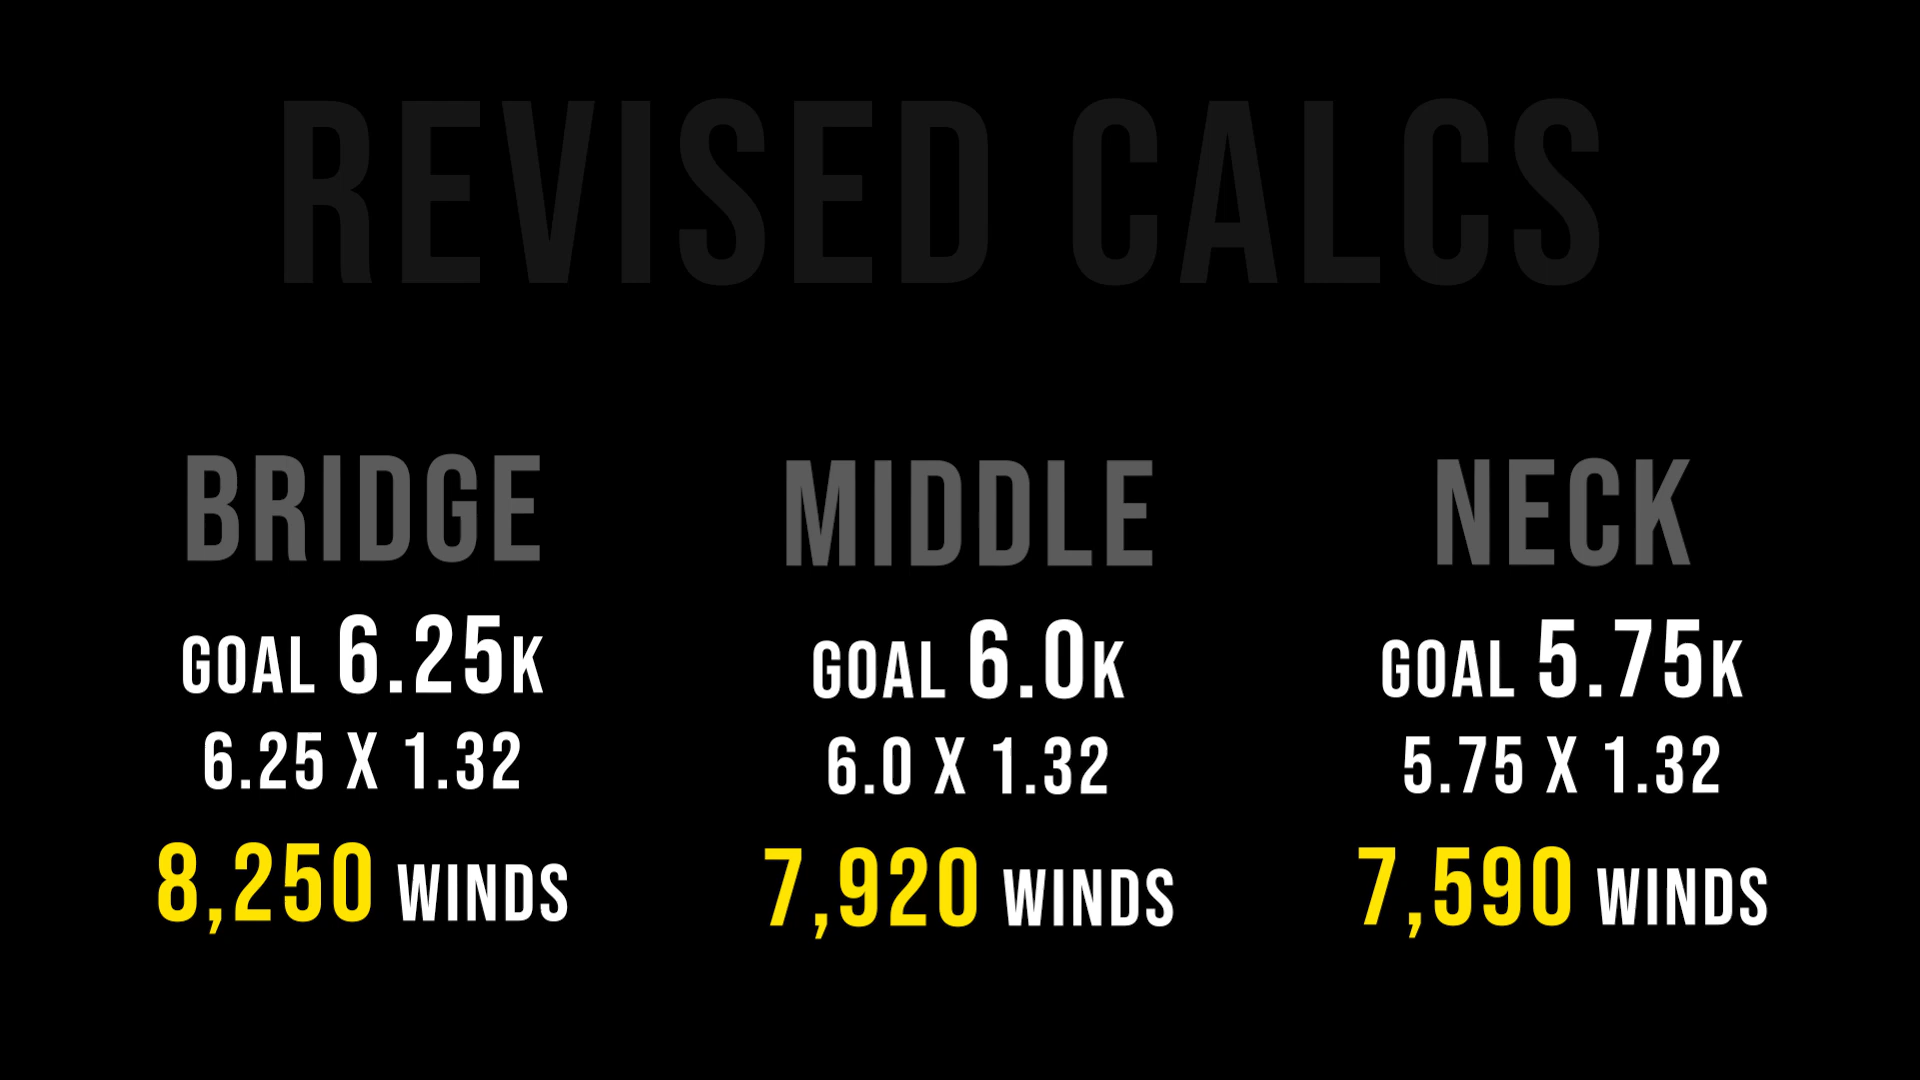 REVISED CALCS
BRIDGE
GOAL 6.25K
6.25 X 1.32
8,250 WINDS
MIDDLE
GOAL 6.0K
6.0 X 1.32
7,920 WINDS
NECK
GOAL 5.75K
5.75 X 1.32
7,590 WINDS